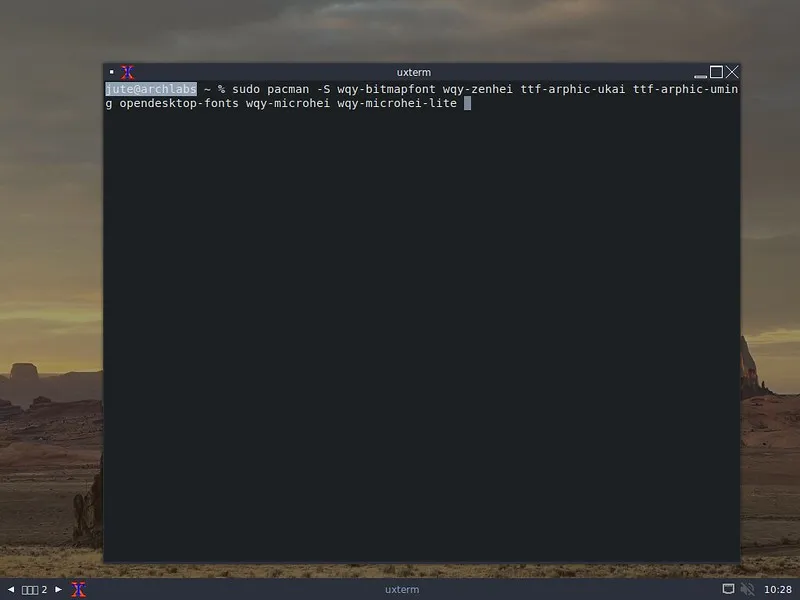 uxterm
jute@archlabs ~ % sudo pacman -S wqy-bitmapfont wqy-zenhei ttf-arphic-ukai ttf-arphic-umin
g opendesktop-fonts wqy-microhei wqy-microhei-lite
◀ □□□ 2 ▶ uxterm 10:28